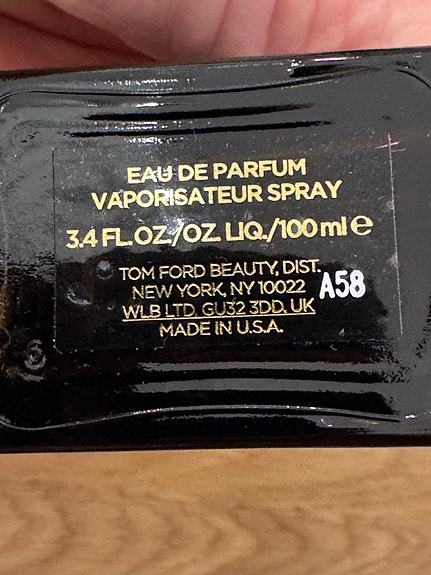 EAU DE PARFUM
VAPORISATEUR SPRAY
3.4 FL.OZ./OZ. LIQ./100 ml ℮
TOM FORD BEAUTY, DIST.
NEW YORK, NY 10022 A58
WLB LTD. GU32 3DD. UK
MADE IN U.S.A.